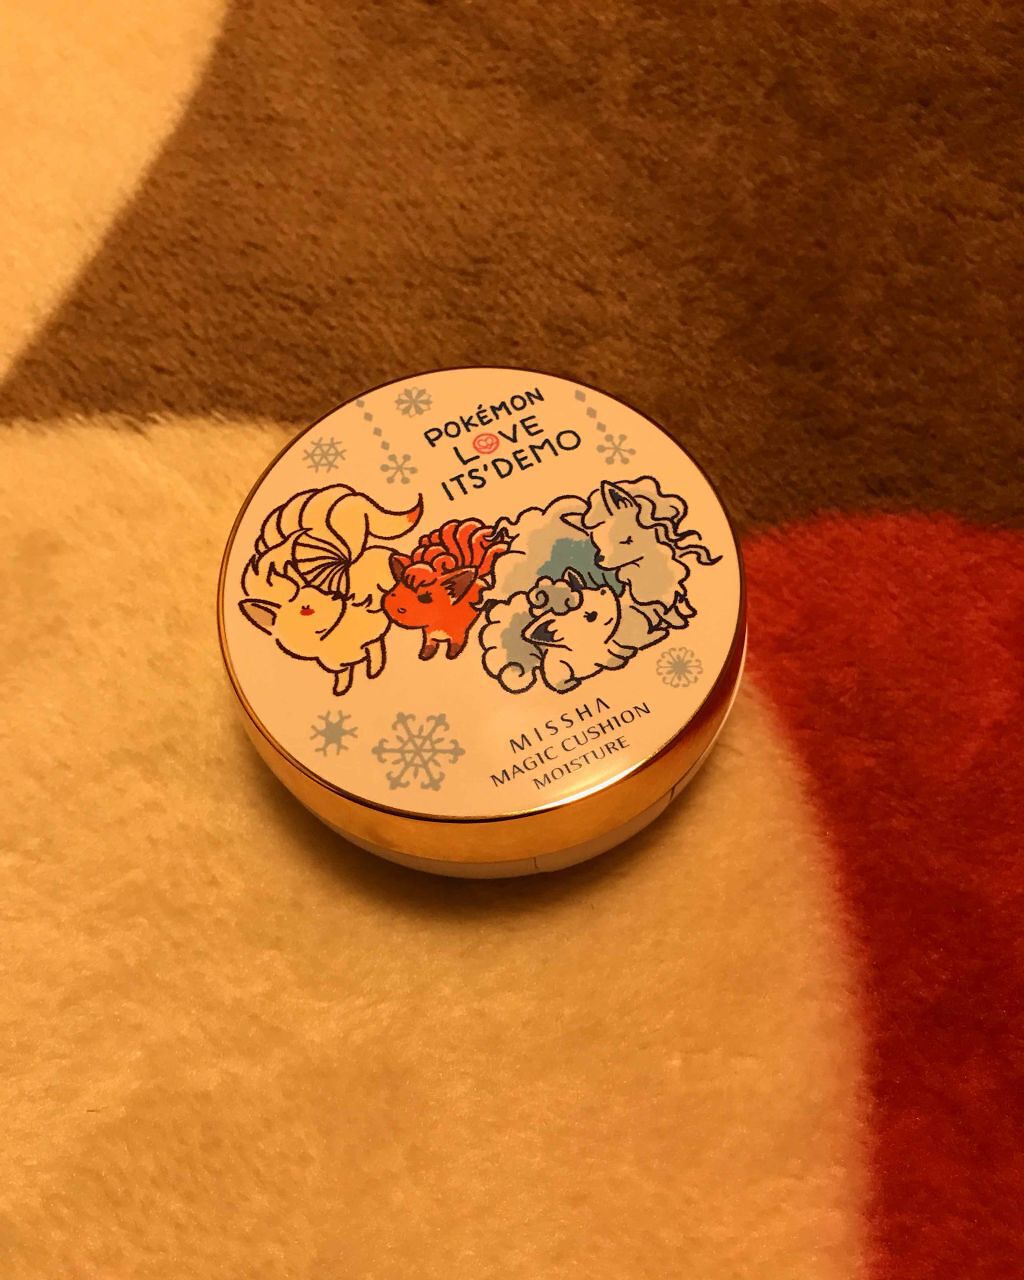 POKÉMON
LOVE
ITS'DEMO
MISSHA
MAGIC CUSHION
MOISTURE